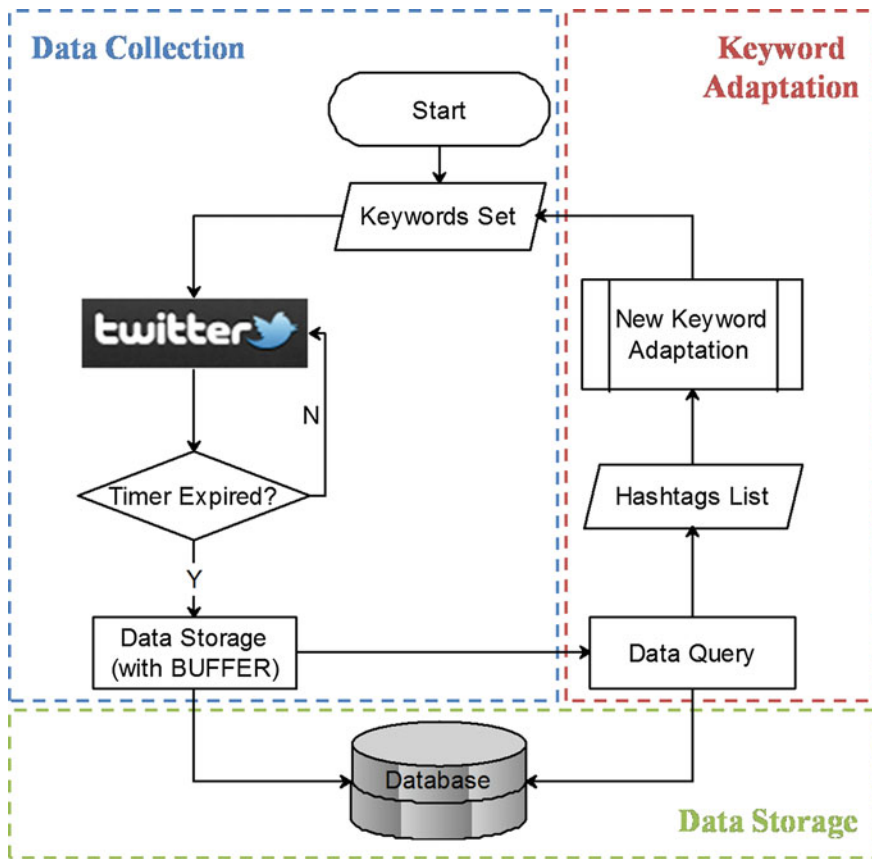 Data Collection
Keyword
Adaptation
Start
Keywords Set
twitter
New Keyword
Adaptation
N
Timer Expired?
Hashtags List
Y
Data Storage
(with BUFFER)
Data Query
Database
Data Storage